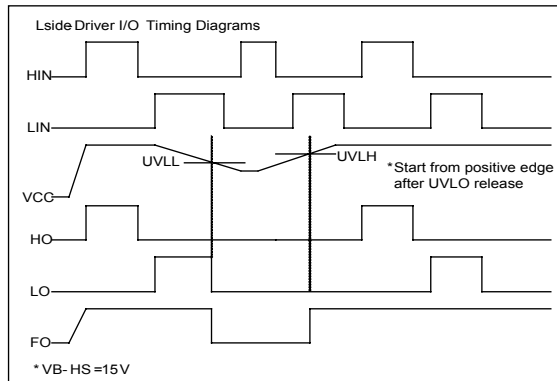 Lside Driver I/O Timing Diagrams
HIN
LIN
UVLL
UVLH
*Start from positive edge
after UVLO release
VCC
HO
LO
FO
* VB- HS =15V